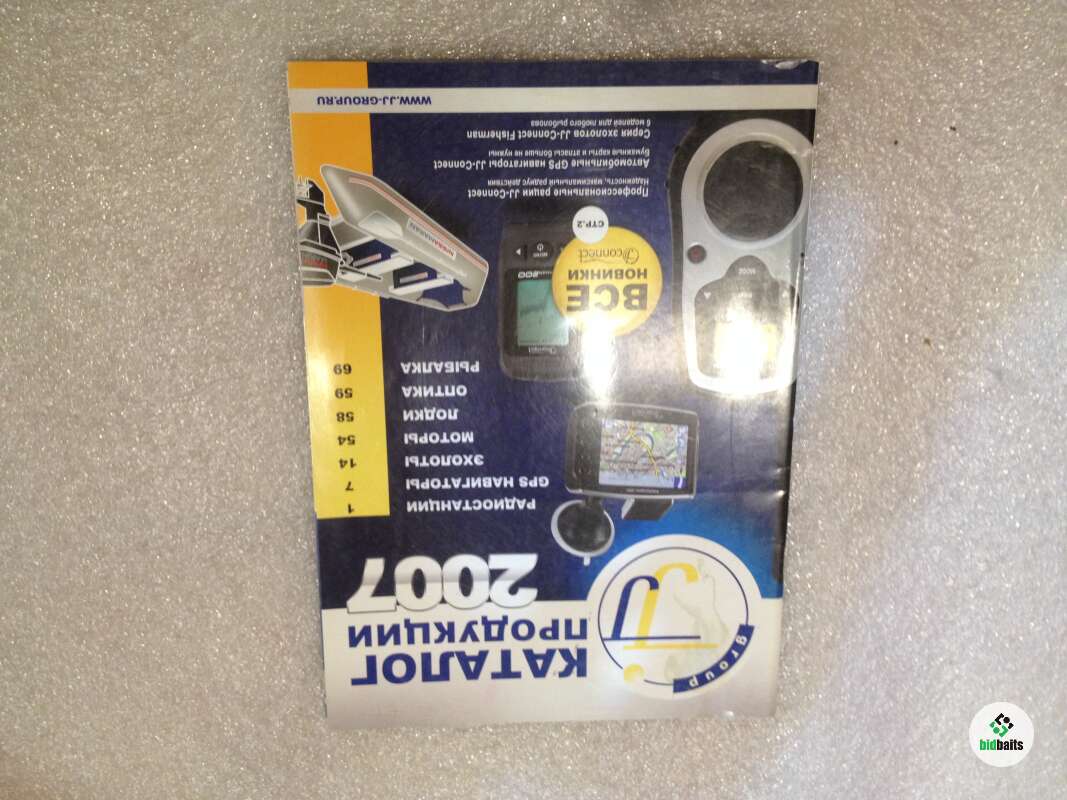 КАТАЛОГ
ПРОДУКЦИИ
2007
group
РАДИОСТАНЦИИ 1
GPS НАВИГАТОРЫ 7
ЭХОЛОТЫ 14
МОТОРЫ 54
ЛОДКИ 58
ОПТИКА 59
РЫБАЛКА 69
ВСЕ
НОВИНКИ
connect
СТР.2
MODE
Профессиональные рации JJ-Connect
Надежность, максимальный радиус действия
Автомобильные GPS навигаторы JJ-Connect
Бумажные карты и атласы больше не нужны
Серия эхолотов JJ-Connect Fisherman
6 моделей для любого рыболова
WWW.JJ-GROUP.RU
bidbaits